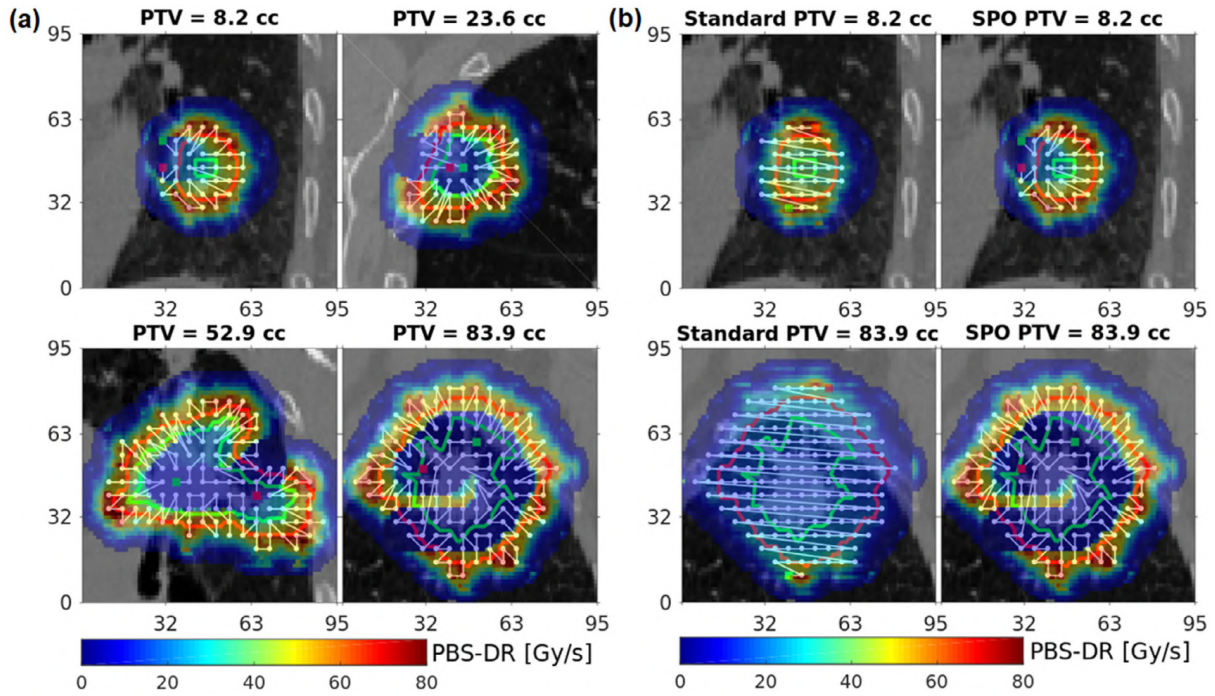 (a) PTV = 8.2 cc PTV = 23.6 cc (b) Standard PTV = 8.2 cc SPO PTV = 8.2 cc
95 95
63 63
32 32
0 0
32 63 95 32 63 95 32 63 95 32 63 95
PTV = 52.9 cc PTV = 83.9 cc Standard PTV = 83.9 cc SPO PTV = 83.9 cc
95 95
63 63
32 32
0 0
32 63 95 32 63 95 32 63 95 32 63 95
PBS-DR [Gy/s] PBS-DR [Gy/s]
0 20 40 60 80 0 20 40 60 80